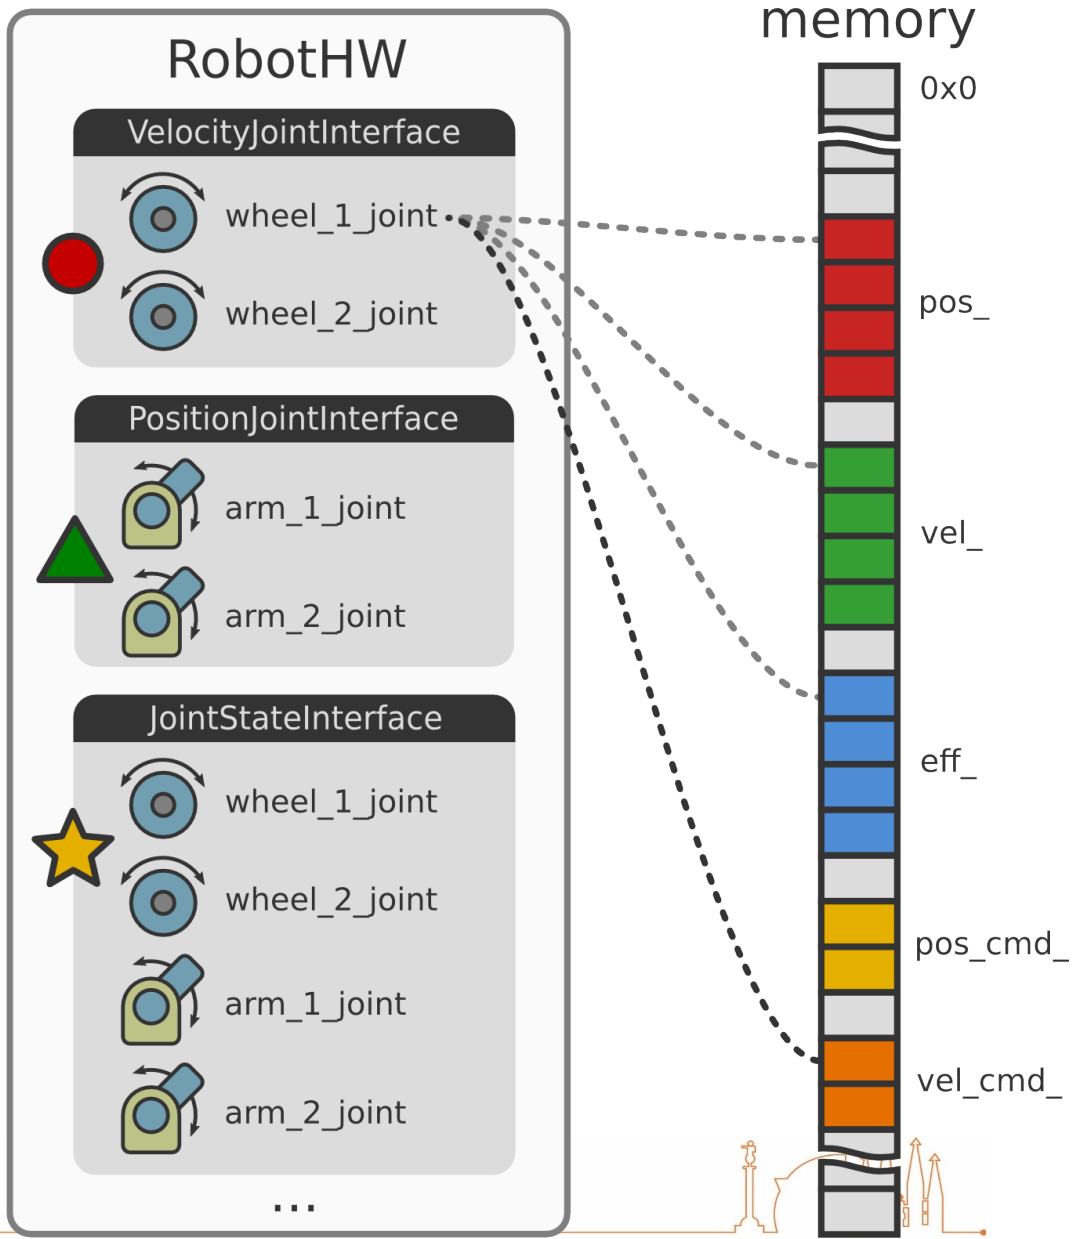 RobotHW
VelocityJointInterface
wheel_1_joint
wheel_2_joint
PositionJointInterface
arm_1_joint
arm_2_joint
JointStateInterface
wheel_1_joint
wheel_2_joint
arm_1_joint
arm_2_joint
...
memory
0x0
pos_
vel_
eff_
pos_cmd_
vel_cmd_